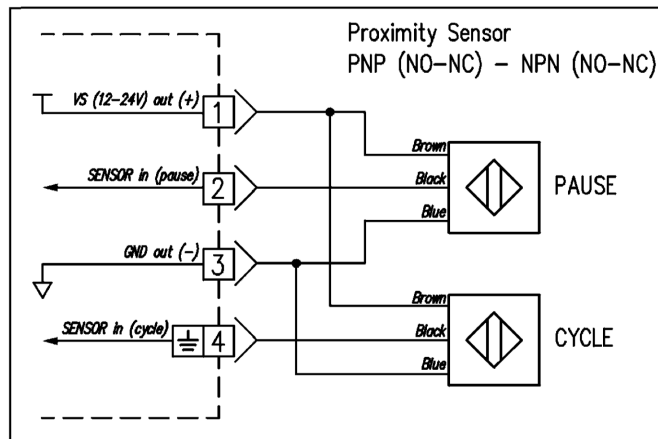 Proximity Sensor
PNP (NO-NC) - NPN (NO-NC)
VS (12-24V) out (+)
1
Brown
SENSOR in (pause)
2
Black
PAUSE
Blue
GND out (-)
3
Brown
SENSOR in (cycle)
4
Black
CYCLE
Blue